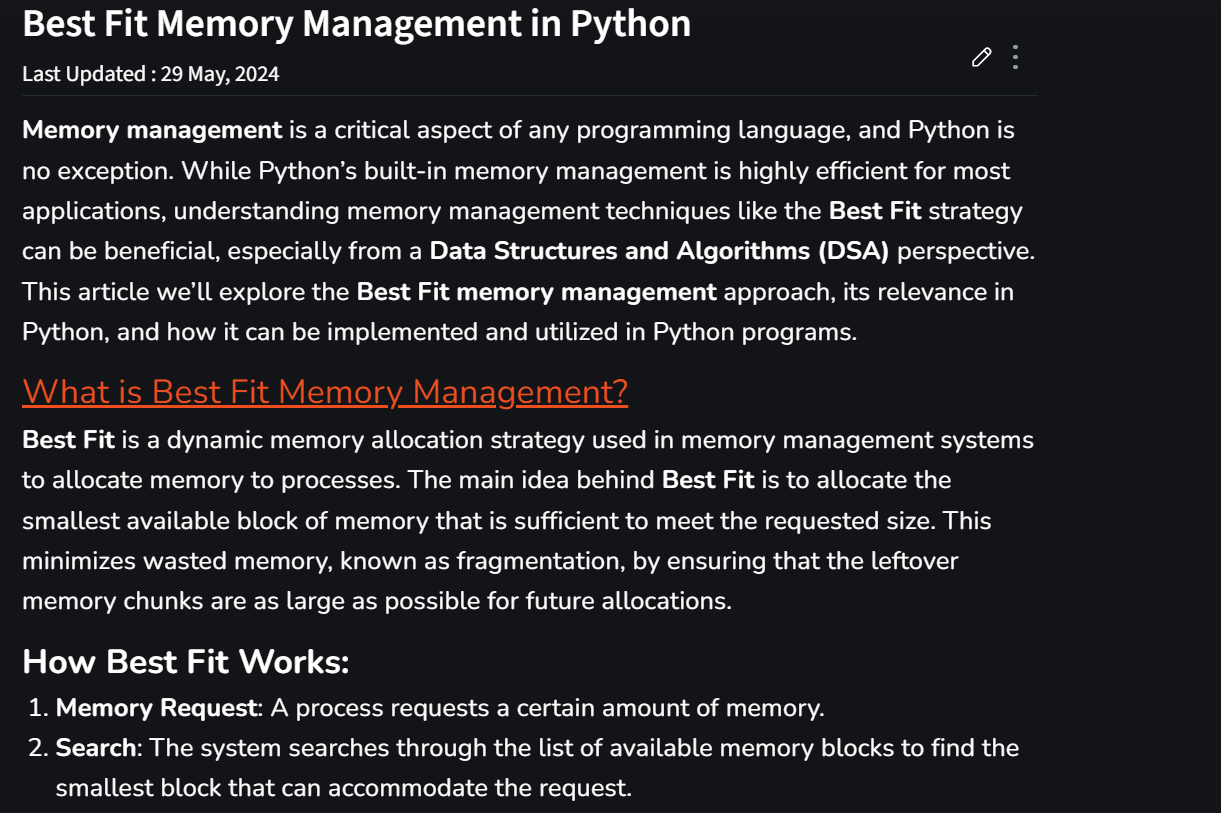 Best Fit Memory Management in Python
Last Updated : 29 May, 2024
Memory management is a critical aspect of any programming language, and Python is
no exception. While Python’s built-in memory management is highly efficient for most
applications, understanding memory management techniques like the Best Fit strategy
can be beneficial, especially from a Data Structures and Algorithms (DSA) perspective.
This article we’ll explore the Best Fit memory management approach, its relevance in
Python, and how it can be implemented and utilized in Python programs.
What is Best Fit Memory Management?
Best Fit is a dynamic memory allocation strategy used in memory management systems
to allocate memory to processes. The main idea behind Best Fit is to allocate the
smallest available block of memory that is sufficient to meet the requested size. This
minimizes wasted memory, known as fragmentation, by ensuring that the leftover
memory chunks are as large as possible for future allocations.
How Best Fit Works:
1. Memory Request: A process requests a certain amount of memory.
2. Search: The system searches through the list of available memory blocks to find the
smallest block that can accommodate the request.